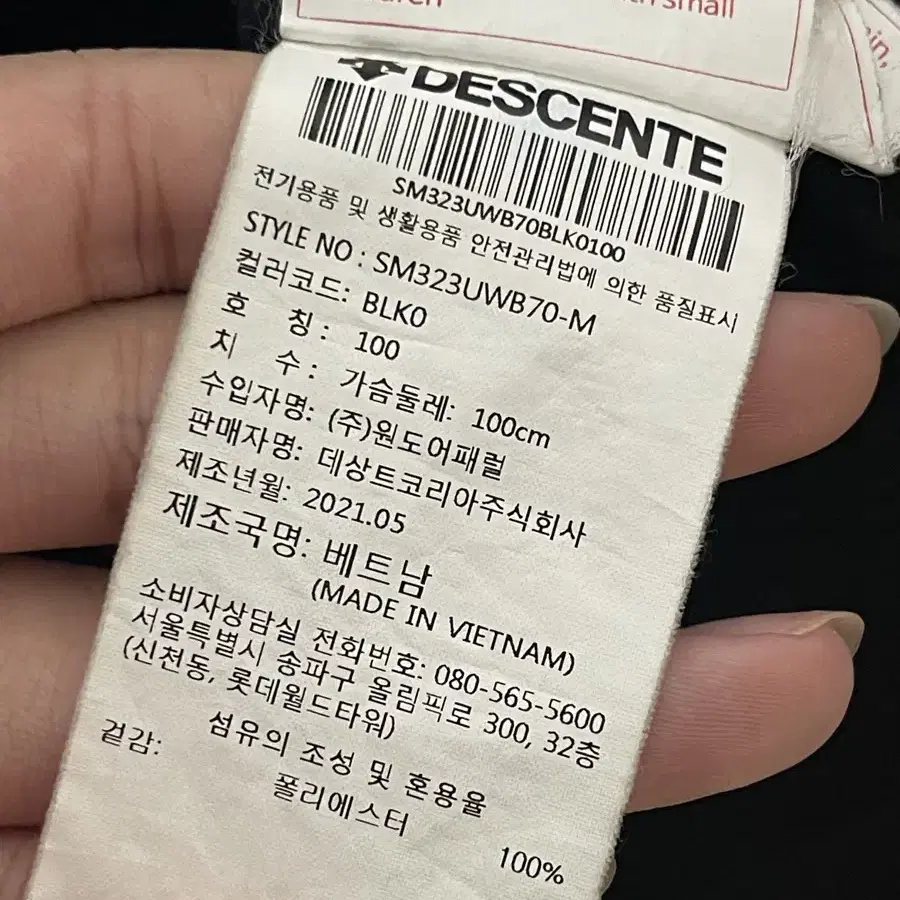 th small
DESCENTE
SM323UWB70BLK0100
전기용품 및 생활용품 안전관리법에 의한 품질표시
STYLE NO : SM323UWB70-M
컬러코드: BLK0
호 칭 : 100
치 수 : 가슴둘레: 100cm
수입자명: (주)원도어패럴
판매자명: 데상트코리아주식회사
제조년월: 2021.05
제조국명: 베트남
(MADE IN VIETNAM)
소비자상담실 전화번호: 080-565-5600
서울특별시 송파구 올림픽로 300, 32층
(신천동, 롯데월드타워)
섬유의 조성 및 혼용율
겉감:
폴리에스터
100%